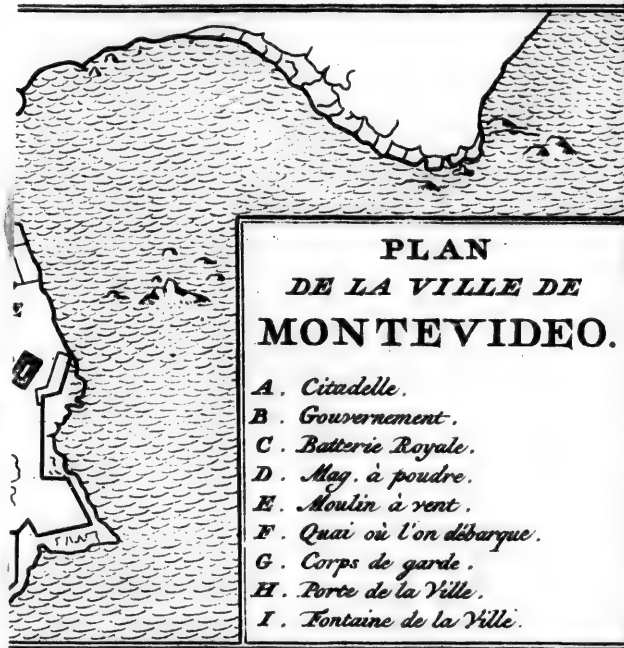 PLAN
DE LA VILLE DE
MONTEVIDEO.
A. Citadelle.
B. Gouvernement.
C. Batterie Royale.
D. Mag. à poudre.
E. Moulin à vent.
F. Quai où l'on débarque.
G. Corps de garde.
H. Porte de la Ville.
I. Fontaine de la Ville.